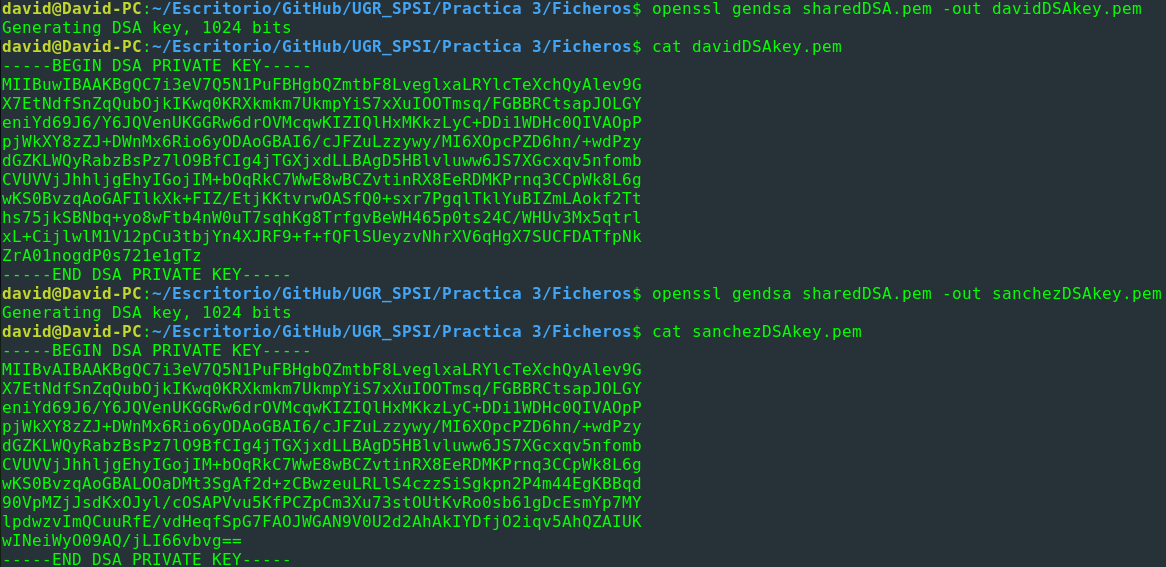 david@David-PC:~/Escritorio/GitHub/UGR_SPSI/Practica 3/Ficheros$ openssl gendsa sharedDSA.pem -out davidDSAkey.pem
Generating DSA key, 1024 bits
david@David-PC:~/Escritorio/GitHub/UGR_SPSI/Practica 3/Ficheros$ cat davidDSAkey.pem
-----BEGIN DSA PRIVATE KEY-----
MIIBuwIBAAKBgQC7i3eV7Q5N1PuFBHgbQZmtbF8LveglxaLRYlcTeXchQyAlev9G
X7EtNdfSnZqQubOjkIKwq0KRXkmkm7UkmpYiS7xXuIOOTmsq/FGBBRCtsapJOLGY
eniYd69J6/Y6JQVenUKGGRw6drOVMcqwKIZIQlHxMKkzLyC+DDi1WDHc0QIVAOpP
pjWkXY8zZJ+DWnMx6Rio6yODAoGBAI6/cJFZuLzzywy/MI6XOpcPZD6hn/+wdPzy
dGZKLWQyRabzBsPz7lO9BfCIg4jTGXjxdLLBAgD5HBlvluww6JS7XGcxqv5nfomb
CVUVVjJhhljgEhyIGojIM+bOqRkC7WwE8wBCZvtinRX8EeRDMKPrnq3CCpWk8L6g
wKS0BvzqAoGAFIlkXk+FIZ/EtjKKtvrwOASfQ0+sxr7PgqlTklYuBIZmLAokf2Tt
hs75jkSBNbq+yo8wFtb4nW0uT7sqhKg8TrfgvBeWH465p0ts24C/WHUv3Mx5qtrl
xL+CijlwlM1V12pCu3tbjYn4XJRF9+f+fQFlSUeyzvNhrXV6qHgX7SUCFDATfpNk
ZrA01nogdP0s721e1gTz
-----END DSA PRIVATE KEY-----
david@David-PC:~/Escritorio/GitHub/UGR_SPSI/Practica 3/Ficheros$ openssl gendsa sharedDSA.pem -out sanchezDSAkey.pem
Generating DSA key, 1024 bits
david@David-PC:~/Escritorio/GitHub/UGR_SPSI/Practica 3/Ficheros$ cat sanchezDSAkey.pem
-----BEGIN DSA PRIVATE KEY-----
MIIBvAIBAAKBgQC7i3eV7Q5N1PuFBHgbQZmtbF8LveglxaLRYlcTeXchQyAlev9G
X7EtNdfSnZqQubOjkIKwq0KRXkmkm7UkmpYiS7xXuIOOTmsq/FGBBRCtsapJOLGY
eniYd69J6/Y6JQVenUKGGRw6drOVMcqwKIZIQlHxMKkzLyC+DDi1WDHc0QIVAOpP
pjWkXY8zZJ+DWnMx6Rio6yODAoGBAI6/cJFZuLzzywy/MI6XOpcPZD6hn/+wdPzy
dGZKLWQyRabzBsPz7lO9BfCIg4jTGXjxdLLBAgD5HBlvluww6JS7XGcxqv5nfomb
CVUVVjJhhljgEhyIGojIM+bOqRkC7WwE8wBCZvtinRX8EeRDMKPrnq3CCpWk8L6g
wKS0BvzqAoGBALOOaDMt3SgAf2d+zCBwzeuLRLlS4czzSiSgkpn2P4m44EgKBBqd
90VpMZjJsdKxOJyl/cOSAPVvu5KfPCZpCm3Xu73stOUtKvRo0sb61gDcEsmYp7MY
lpdwzvImQCuuRfE/vdHeqfSpG7FAOJWGAN9V0U2d2AhAkIYDfjO2iqv5AhQZAIUK
wINeiWyO09AQ/jLI66vbvg==
-----END DSA PRIVATE KEY-----